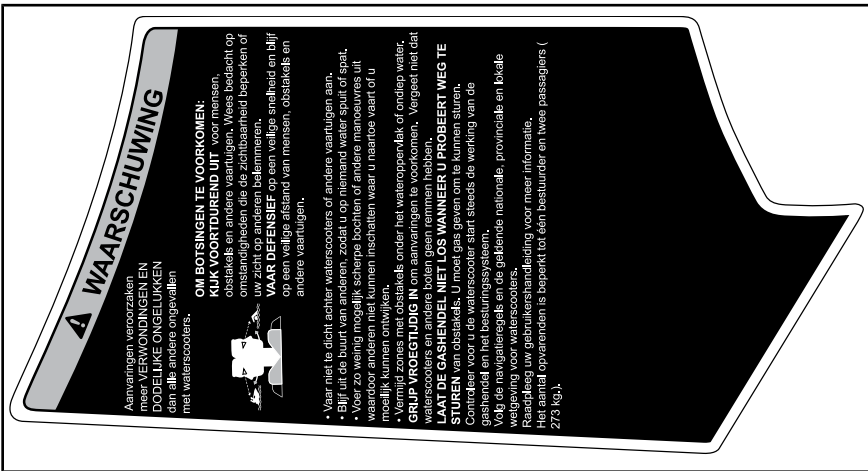 WAARSCHUWING
Aanvaringen veroorzaken
meer VERWONDINGEN EN
DODELIJKE ONGELUKKEN
dan alle andere ongevallen
met waterscooters.
OM BOTSINGEN TE VOORKOMEN:
KIJK VOORTDUREND UIT voor mensen,
obstakels en andere vaartuigen. Wees bedacht op
omstandigheden die de zichtbaarheid beperken of
uw zicht op anderen belemmeren.
VAAR DEFENSIEF op een veilige snelheid en blijf
op een veilige afstand van mensen, obstakels en
andere vaartuigen.
• Vaar niet te dicht achter waterscooters of andere vaartuigen aan.
• Blijf uit de buurt van anderen, zodat u op niemand water spuit of spat.
• Voer zo weinig mogelijk scherpe bochten of andere manoeuvres uit
waardoor anderen niet kunnen inschatten waar u naartoe vaart of u
moeilijk kunnen ontwijken.
• Vermijd zones met obstakels onder het wateroppervlak of ondiep water.
GRIJP VROEGTIJDIG IN om aanvaringen te voorkomen. Vergeet niet dat
waterscooters en andere boten geen remmen hebben.
LAAT DE GASHENDEL NIET LOS WANNEER U PROBEERT WEG TE
STUREN van obstakels. U moet gas geven om te kunnen sturen.
Controleer voor u de waterscooter start steeds de werking van de
gashendel en het besturingssysteem.
Volg de navigatieregels en de geldende nationale, provinciale en lokale
wetgeving voor waterscooters.
Raadpleeg uw gebruikershandleiding voor meer informatie.
Het aantal opvarenden is beperkt tot één bestuurder en twee passagiers (
273 kg.).